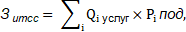 З итсс = ∑i Qi услуг × Pi под,